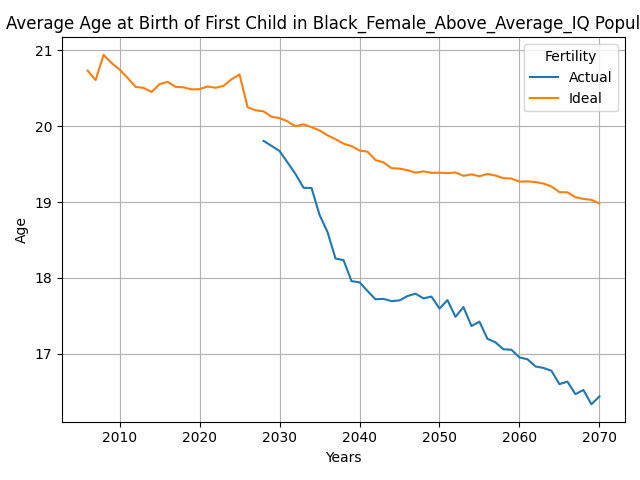 Average Age at Birth of First Child in Black_Female_Above_Average_IQ Popul
21
20
19
18
17
Age
Fertility
Actual
Ideal
2010 2020 2030 2040 2050 2060 2070
Years